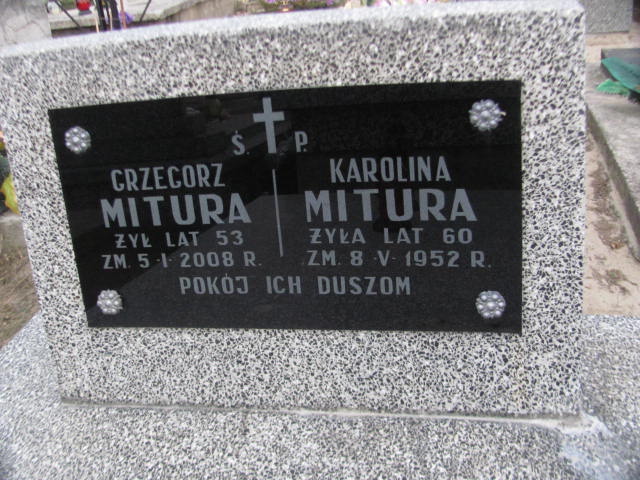 Ś. P.
GRZEGORZ
MITURA
ŻYŁ LAT 53
ZM. 5·I·2008 R.
KAROLINA
MITURA
ŻYŁA LAT 60
ZM. 8·V·1952 R.
POKÓJ ICH DUSZOM